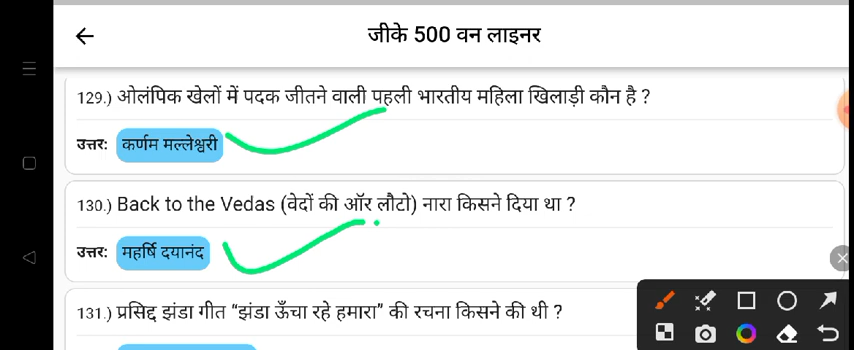 जीके 500 वन लाइनर
129.) ओलंपिक खेलों में पदक जीतने वाली पहली भारतीय महिला खिलाड़ी कौन है ?
उत्तर: कर्णम मल्लेश्वरी
130.) Back to the Vedas (वेदों की ऑर लौटो) नारा किसने दिया था ?
उत्तर: महर्षि दयानंद
131.) प्रसिद्द झंडा गीत “झंडा ऊँचा रहे हमारा” की रचना किसने की थी ?